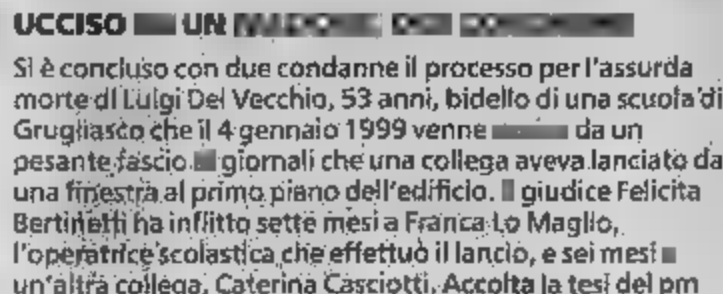 UCCISO UN
Si è concluso con due condanne il processo per l'assurda
morte di Luigi Del Vecchio, 53 anni, bidello di una scuola di
Grugliasco che il 4 gennaio 1999 venne da un
pesante fascio giornali che una collega aveva lanciato da
una finestra al primo piano dell'edificio. giudice Felicita
Bertinetti ha inflitto sette mesi a Franca Lo Maglio,
l'operatrice scolastica che effettuò il lancio, e sei mesi
un'altra collega, Caterina Casciotti. Accolta la tesi del pm